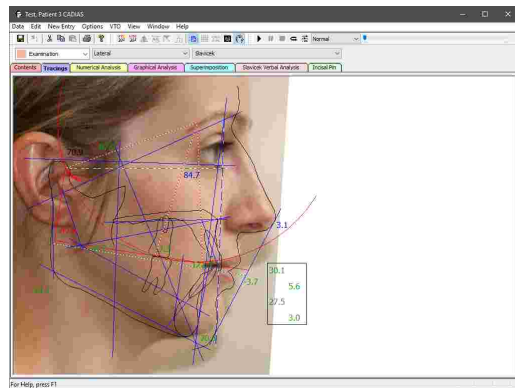 Test, Patient 3 CADIAS
Data Edit New Entry Options VTO View Window Help
Normal
Examination Lateral Slavicek
Contents Tracings Numerical Analysis Graphical Analysis Superimposition Slavicek Verbal Analysis Incisal Pin
84.7
3.1
-3.7
30.1
5.6
27.5
3.0
For Help, press F1